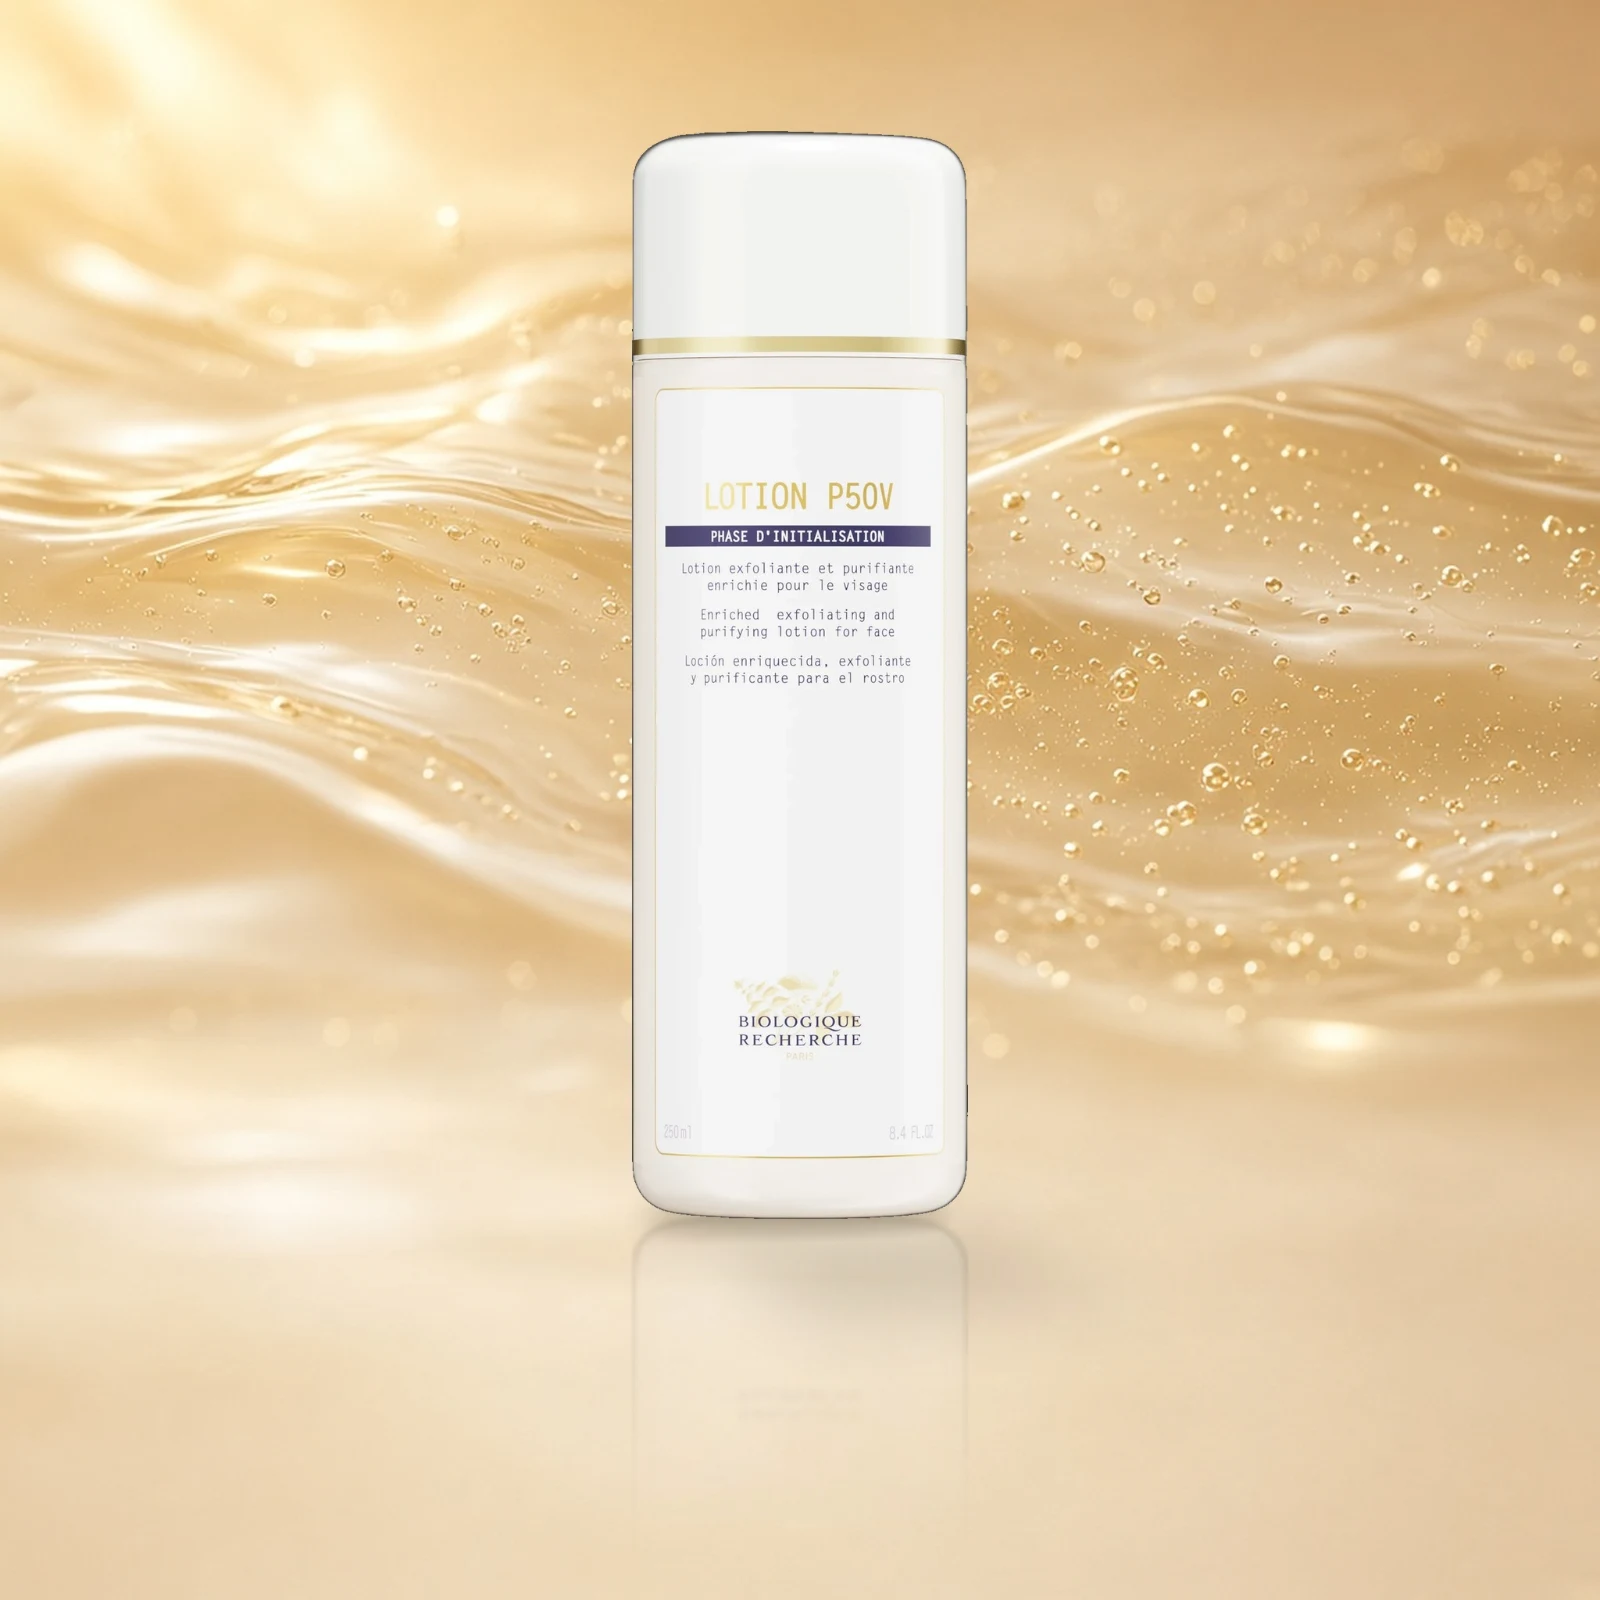 LOTION P50V
PHASE D'INITIALISATION
Lotion exfoliante et purifiante
enrichie pour le visage
Enriched exfoliating and
purifying lotion for face
Loción enriquecida, exfoliante
y purificante para el rostro
BIOLOGIQUE
RECHERCHE
PARIS
250ml
8.4 FL.OZ